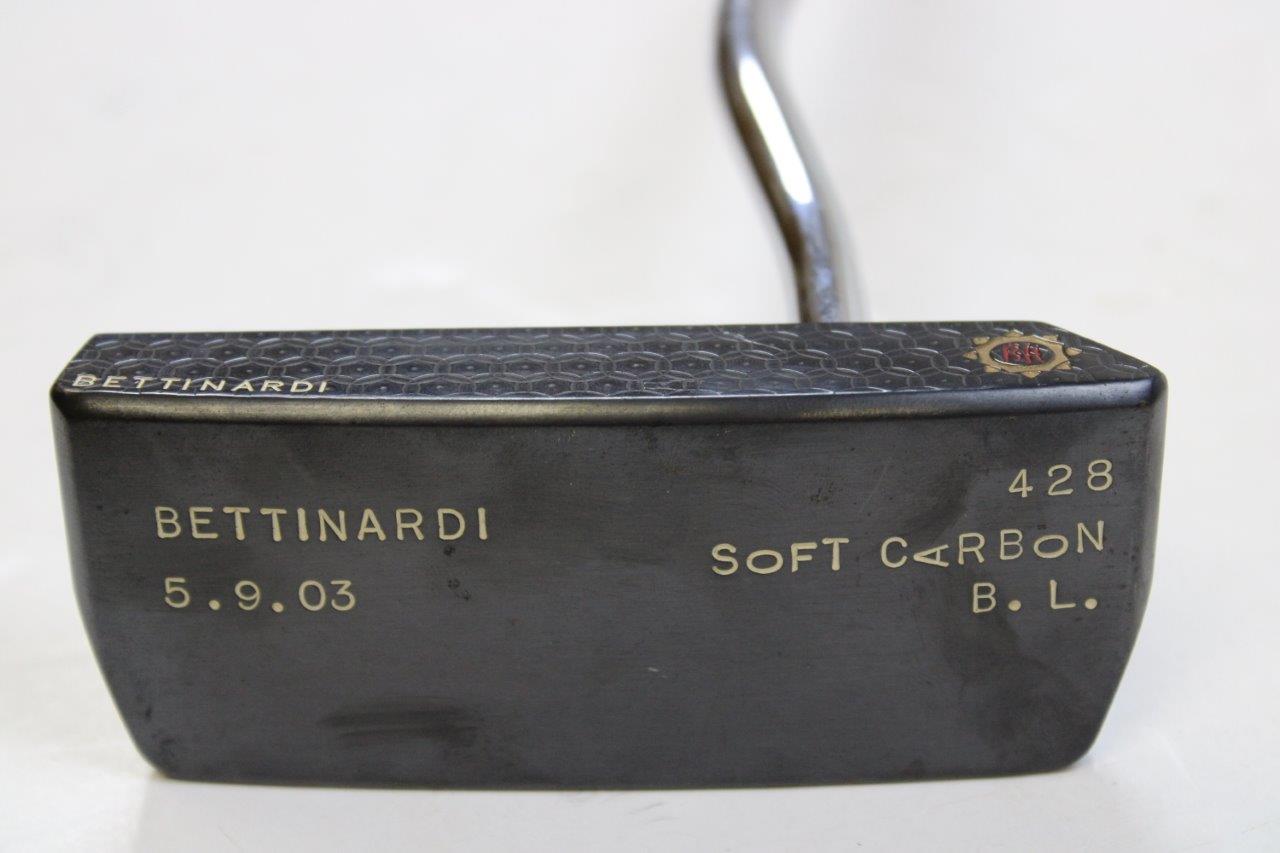 BETTINARDI
BETTINARDI
5.9.03
428
SOFT CARBON
B. L.